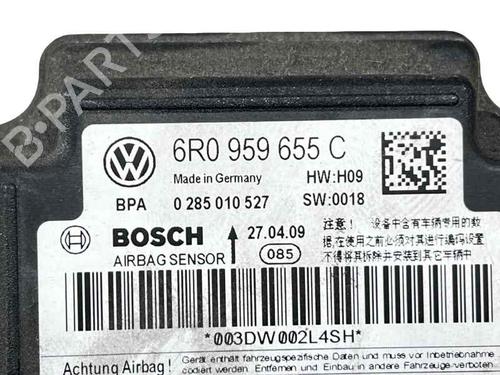 B-PARTS
VW
6R0 959 655 C
Made in Germany HW:H09
BPA 0 285 010 527 SW:0018
BOSCH 27.04.09
AIRBAG SENSOR 085
注意! 设备中含有车辆专用的数
据,在使用之前必须对其进行编码设置
不得将其拆除并安装到其它车辆中
*003DW002L4SH*
Achtung Airbag! Gerät enthält fahrzeugspezifische Daten und muss vor Inbetriebnahme
codiert werden. Ausbau und Einbau in andere Fahrzeuge verboten